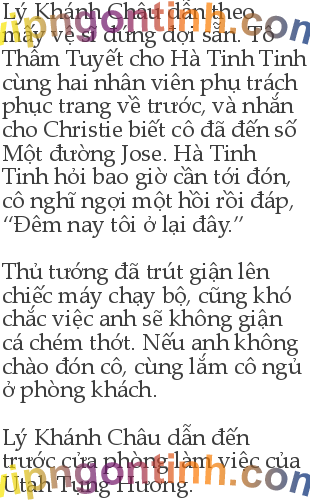 Lý Khánh Châu dẫn theo
mấy vệ sĩ đứng đợi sẵn. Tô
Thẩm Tuyết cho Hà Tinh Tinh
cùng hai nhân viên phụ trách
phục trang về trước, và nhắn
cho Christie biết cô đã đến số
Một đường Jose. Hà Tinh
Tinh hỏi bao giờ cần tới đón,
cô nghĩ ngợi một hồi rồi đáp,
“Đêm nay tôi ở lại đây.”
Thủ tướng đã trút giận lên
chiếc máy chạy bộ, cũng khó
chắc việc anh sẽ không giận
cá chém thớt. Nếu anh không
chào đón cô, cùng lắm cô ngủ
ở phòng khách.
Lý Khánh Châu dẫn đến
trước cửa phòng làm việc của
Utah Tụng Hương.
vipngontinh.com
vipngontinh.com